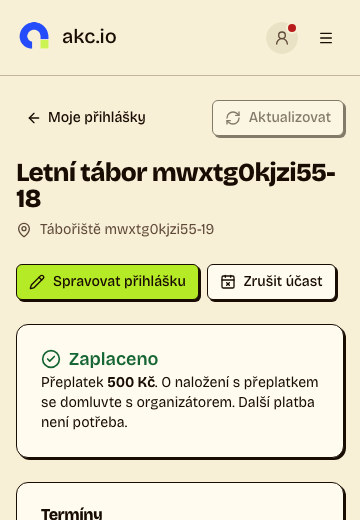 akc.io
Moje přihlášky
Aktualizovat
Letní tábor mwxtg0kjzi55-
18
Tábořiště mwxtg0kjzi55-19
Spravovat přihlášku
Zrušit účast
Zaplaceno
Přeplatek 500 Kč. O naložení s přeplatkem
se domluvte s organizátorem. Další platba
není potřeba.
Termíny